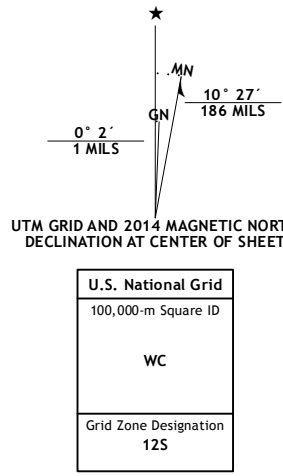 ★
MN
GN
10° 27´
186 MILS
0° 2´
1 MILS
UTM GRID AND 2014 MAGNETIC NORT
DECLINATION AT CENTER OF SHEET
U.S. National Grid
100,000-m Square ID
WC
Grid Zone Designation
12S